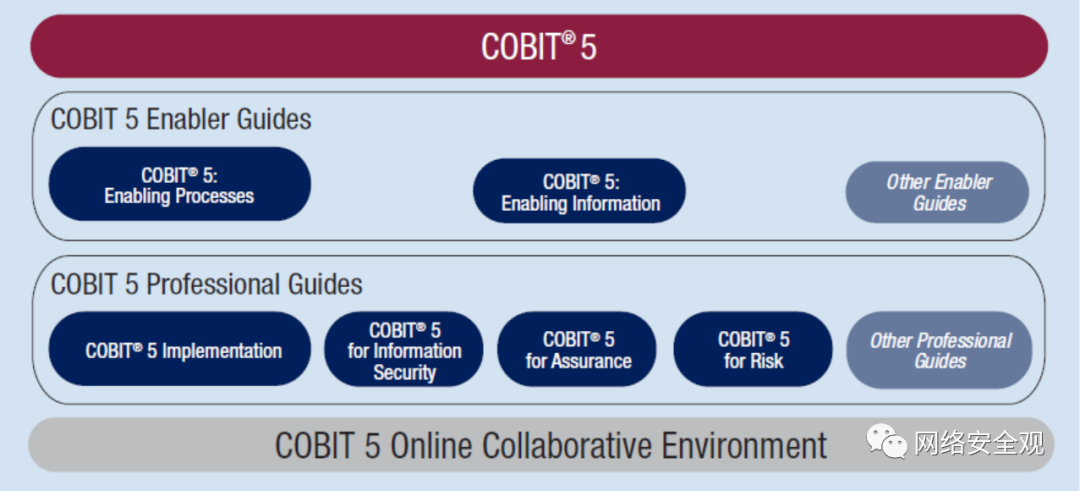 COBIT® 5
COBIT 5 Enabler Guides
COBIT® 5:
Enabling Processes
COBIT® 5:
Enabling Information
Other Enabler
Guides
COBIT 5 Professional Guides
COBIT® 5 Implementation
COBIT® 5
for Information
Security
COBIT® 5
for Assurance
COBIT® 5
for Risk
Other Professional
Guides
COBIT 5 Online Collaborative Environment
网络安全观